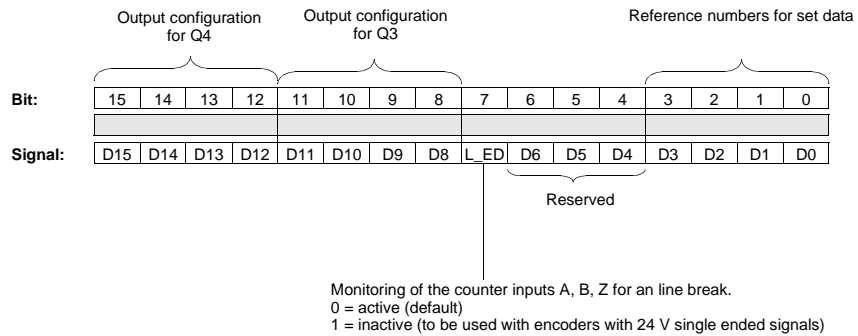 Output configuration
for Q4
Output configuration
for Q3
Reference numbers for set data
Bit: 15 14 13 12 11 10 9 8 7 6 5 4 3 2 1 0
Signal: D15 D14 D13 D12 D11 D10 D9 D8 L_ED D6 D5 D4 D3 D2 D1 D0
Reserved
Monitoring of the counter inputs A, B, Z for an line break.
0 = active (default)
1 = inactive (to be used with encoders with 24 V single ended signals)